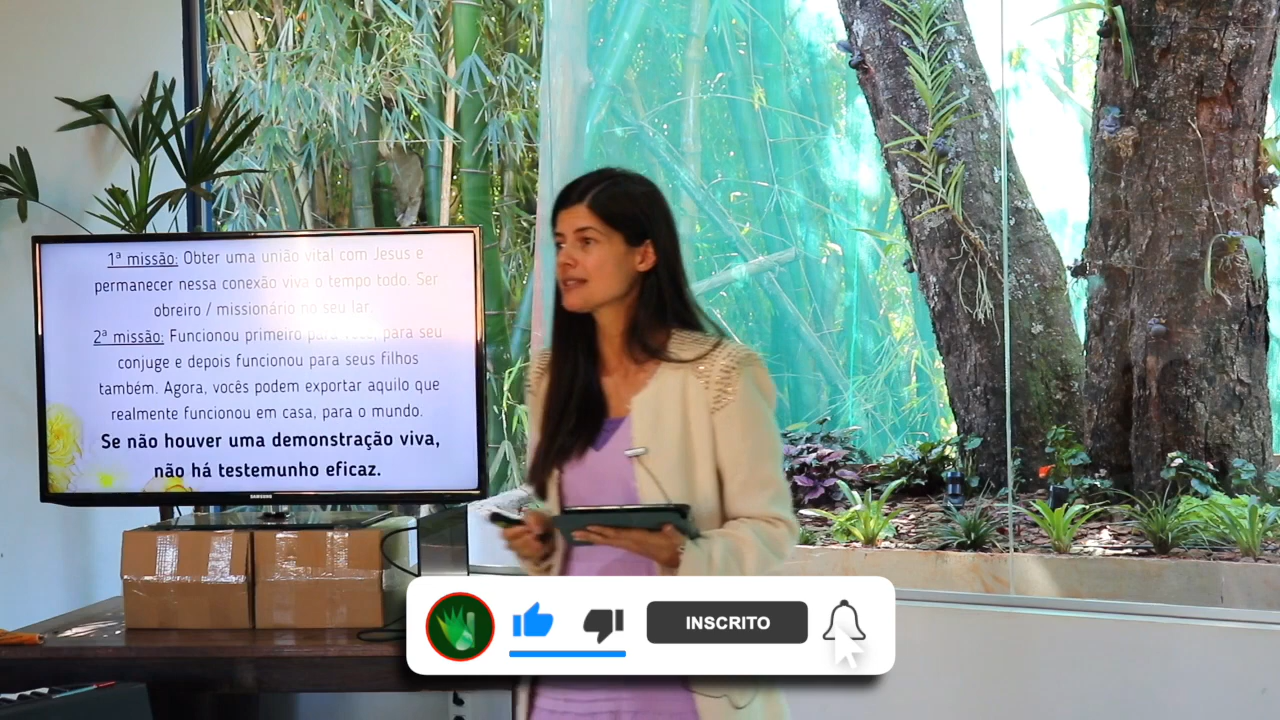 1ª missão: Obter uma união vital com Jesus e
permanecer nessa conexão viva o tempo todo. Ser
obreiro / missionário no seu lar.
2ª missão: Funcionou primeiro para você, para seu
conjuge e depois funcionou para seus filhos
também. Agora, vocês podem exportar aquilo que
realmente funcionou em casa, para o mundo.
Se não houver uma demonstração viva,
não há testemunho eficaz.
SAMSUNG
INSCRITO